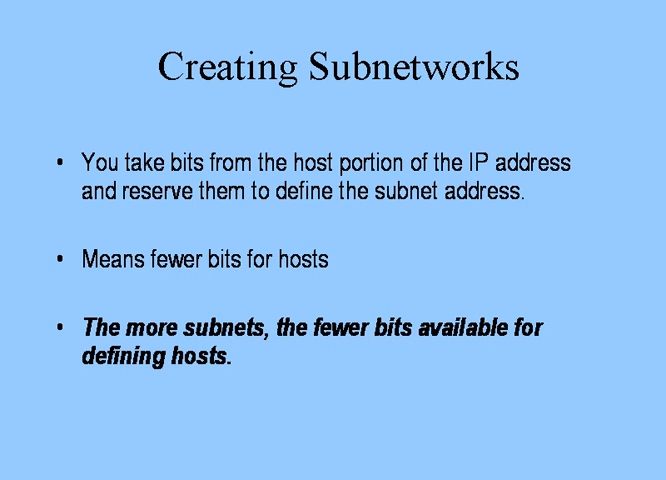 Creating Subnetworks
• You take bits from the host portion of the IP address
and reserve them to define the subnet address.
• Means fewer bits for hosts
• The more subnets, the fewer bits available for
defining hosts.